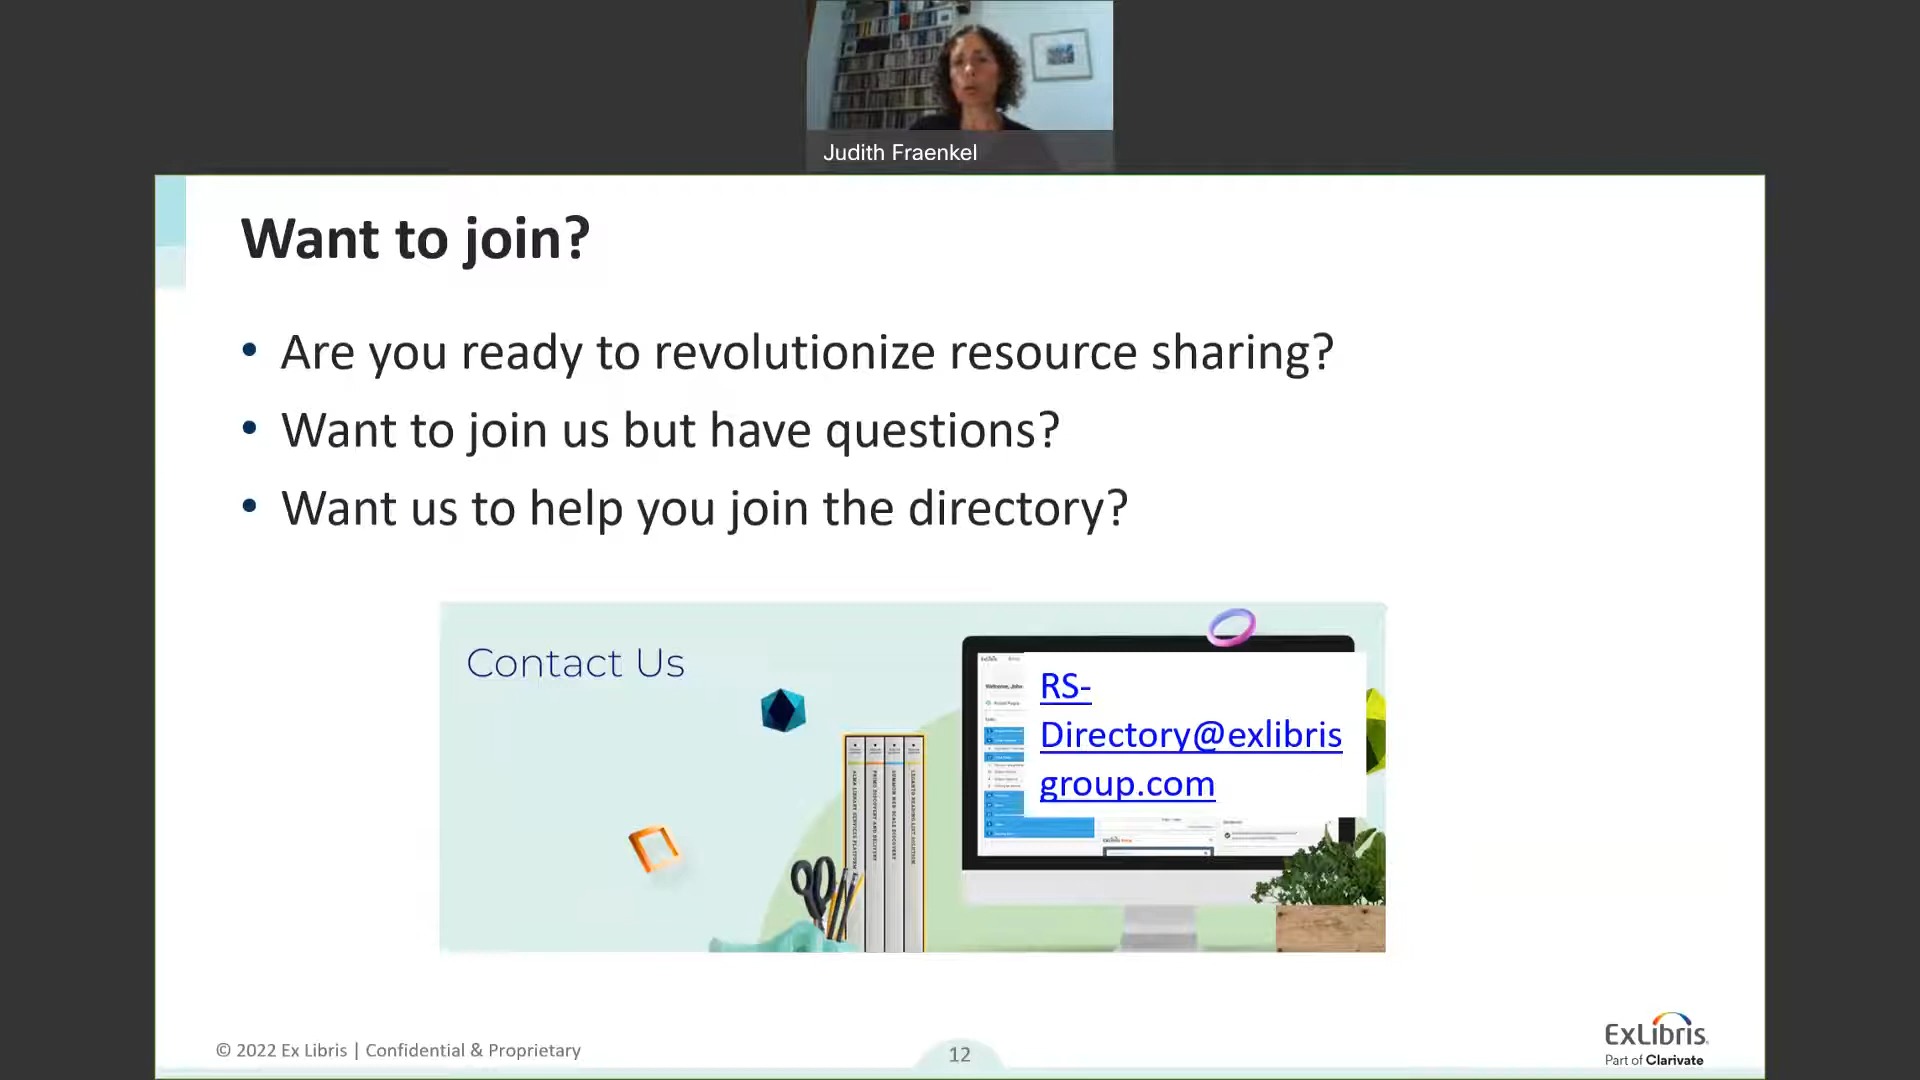 Judith Fraenkel
Want to join?
• Are you ready to revolutionize resource sharing?
• Want to join us but have questions?
• Want us to help you join the directory?
Contact Us
RS-
Directory@exlibris
group.com
© 2022 Ex Libris | Confidential & Proprietary
12
ExLibris
Part of Clarivate